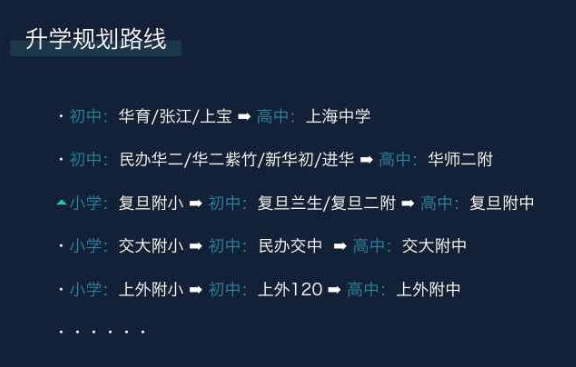 升学规划路线
· 初中：华育/张江/上宝 ➡ 高中：上海中学
· 初中：民办华二/华二紫竹/新华初/进华 ➡ 高中：华师二附
小学：复旦附小 ➡ 初中：复旦兰生/复旦二附 ➡ 高中：复旦附中
· 小学：交大附小 ➡ 初中：民办交中 ➡ 高中：交大附中
· 小学：上外附小 ➡ 初中：上外120 ➡ 高中：上外附中
· · · · · ·